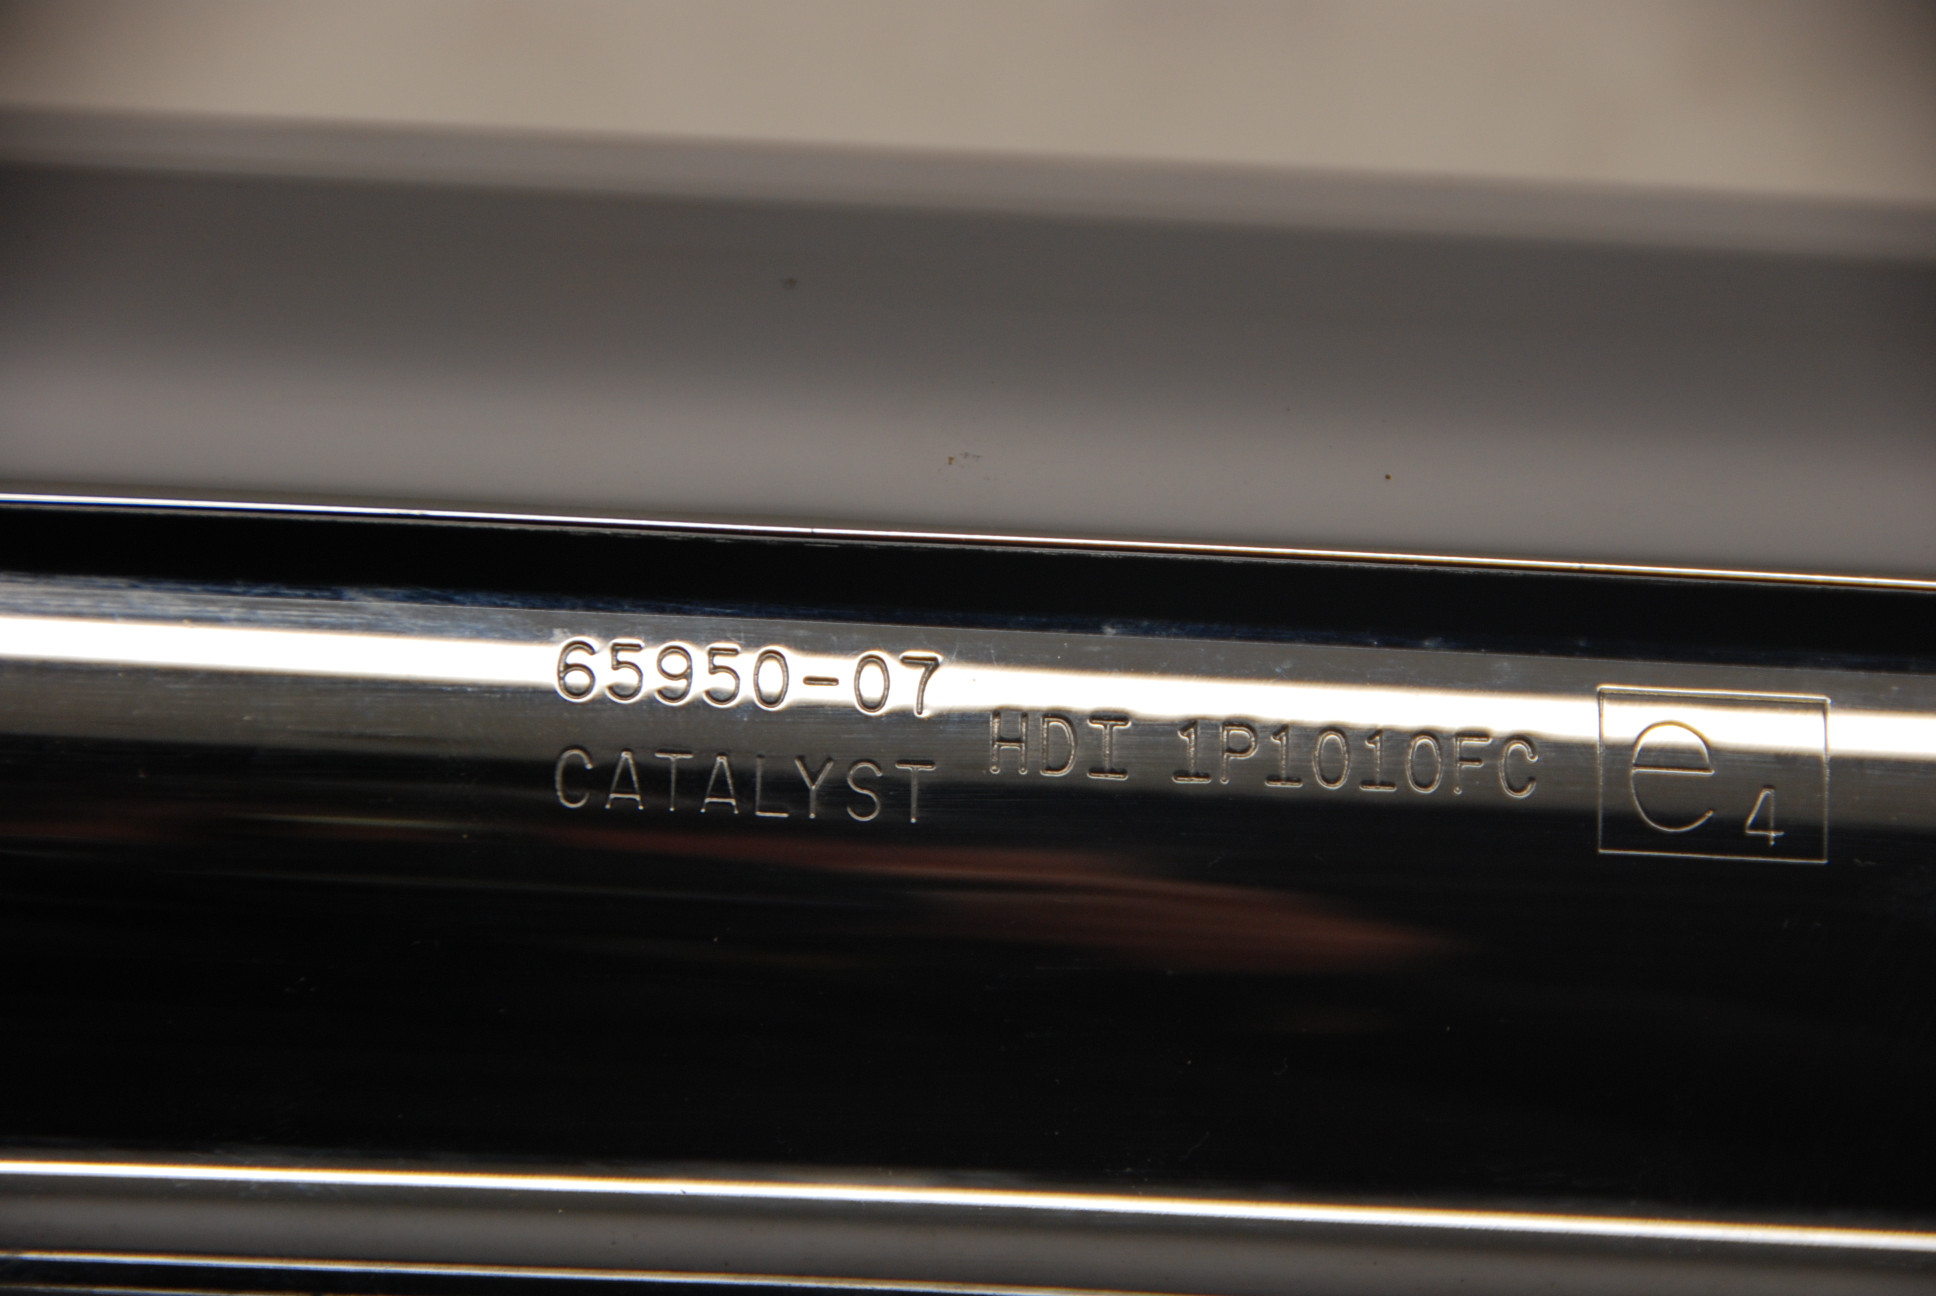 65950-07
CATALYST
HDI 1P1010FC
e4